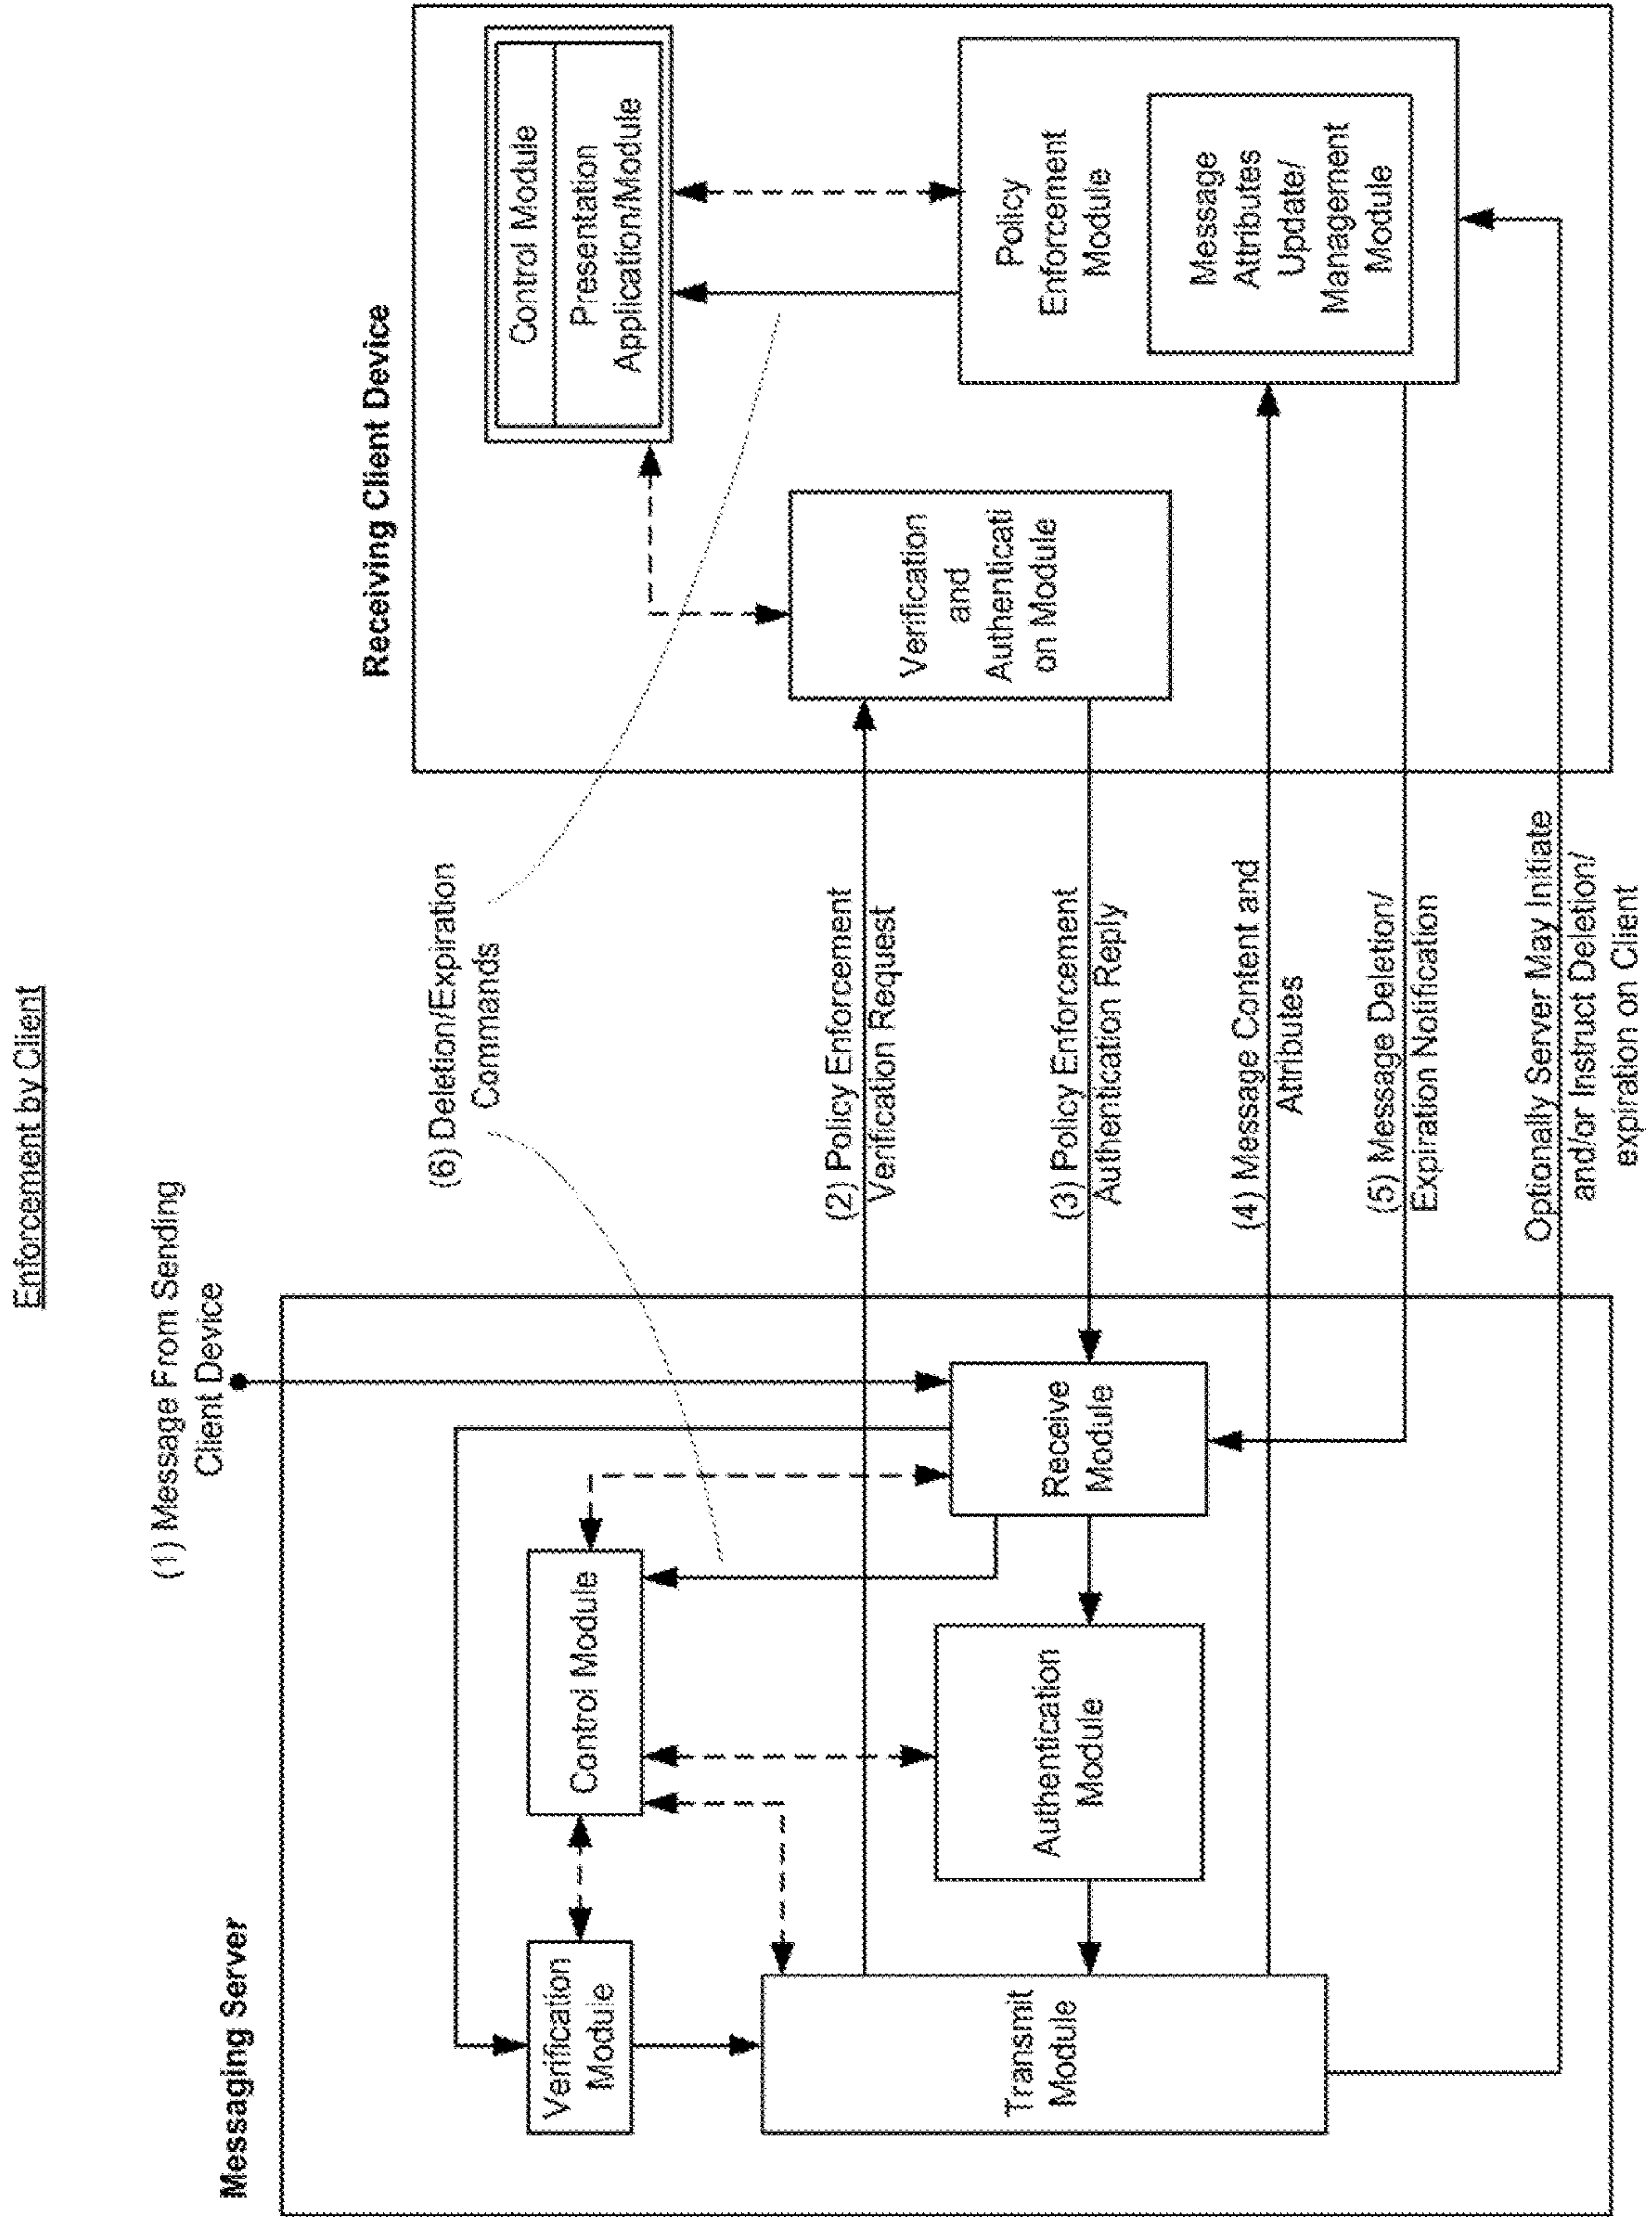 Enforcement by Client
(1) Message From Sending
Client Device
Messaging Server
Receiving Client Device
(6) Deletion/Expiration
Commands
Verification
Module
Control Module
Control Module
Presentation
Application/Module
(2) Policy Enforcement
Verification Request
Transmit
Module
Authentication
Module
Receive
Module
(3) Policy Enforcement
Authentication Reply
Verification
and
Authenticati
on Module
Policy
Enforcement
Module
Message
Attributes
Update/
Management
Module
(4) Message Content and
Attributes
(5) Message Deletion/
Expiration Notification
Optionally Server May Initiate
and/or Instruct Deletion/
expiration on Client